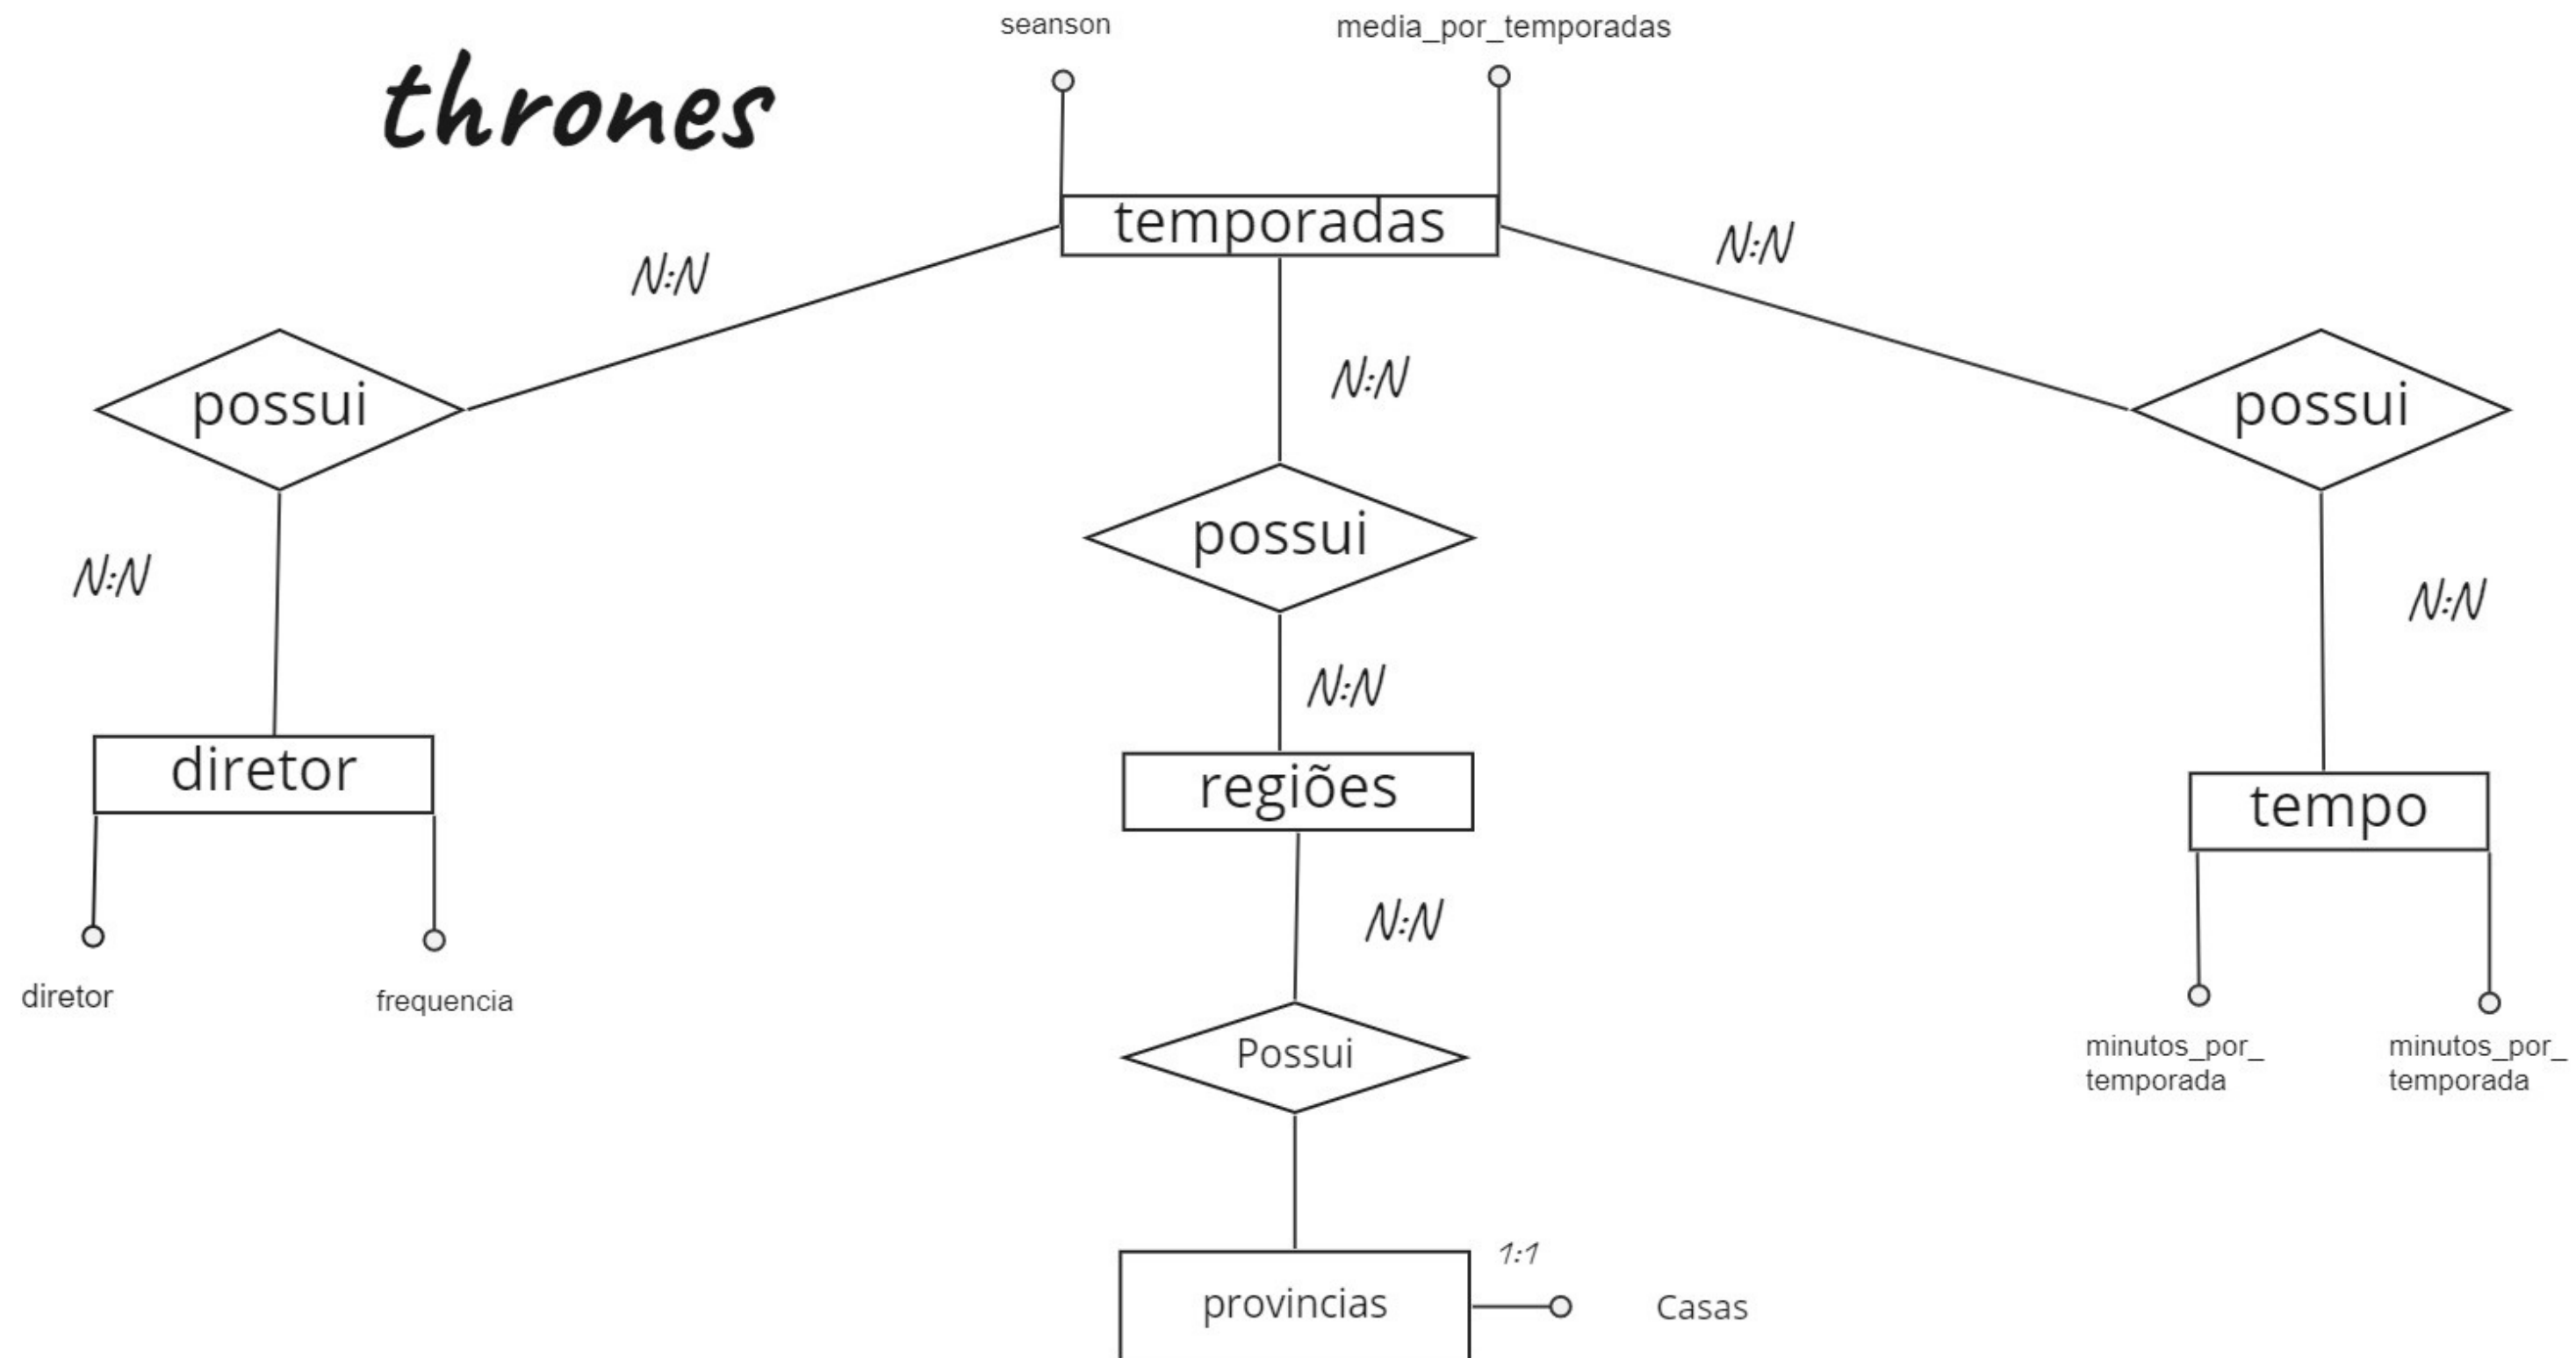 seanson
media_por_temporadas
thrones
temporadas
N:N
N:N
possui
N:N
possui
possui
N:N
N:N
N:N
diretor
regiões
tempo
N:N
diretor
frequencia
minutos_por_
temporada
minutos_por_
temporada
Possui
1:1
provincias
Casas